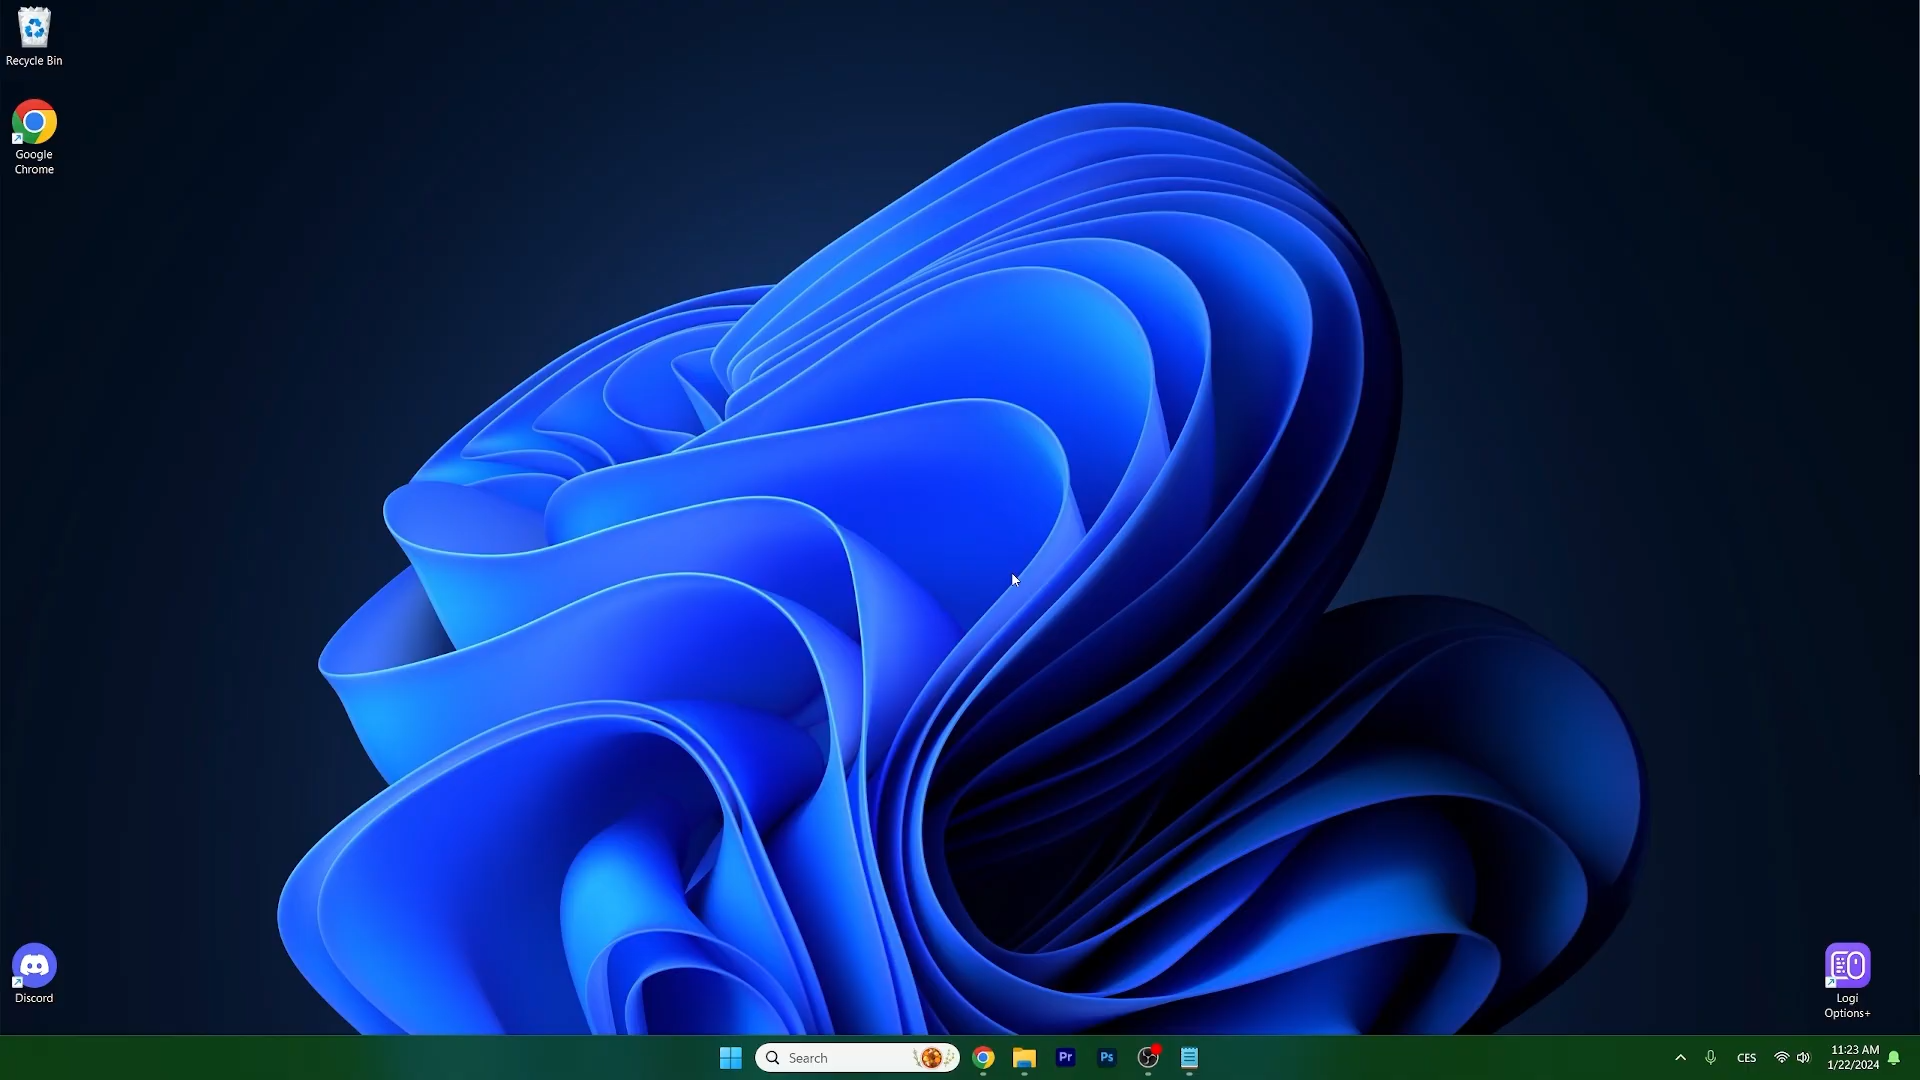 Recycle Bin
Google
Chrome
Discord
Logi
Options+
Search
Pr
Ps
CES
11:23 AM
1/22/2024